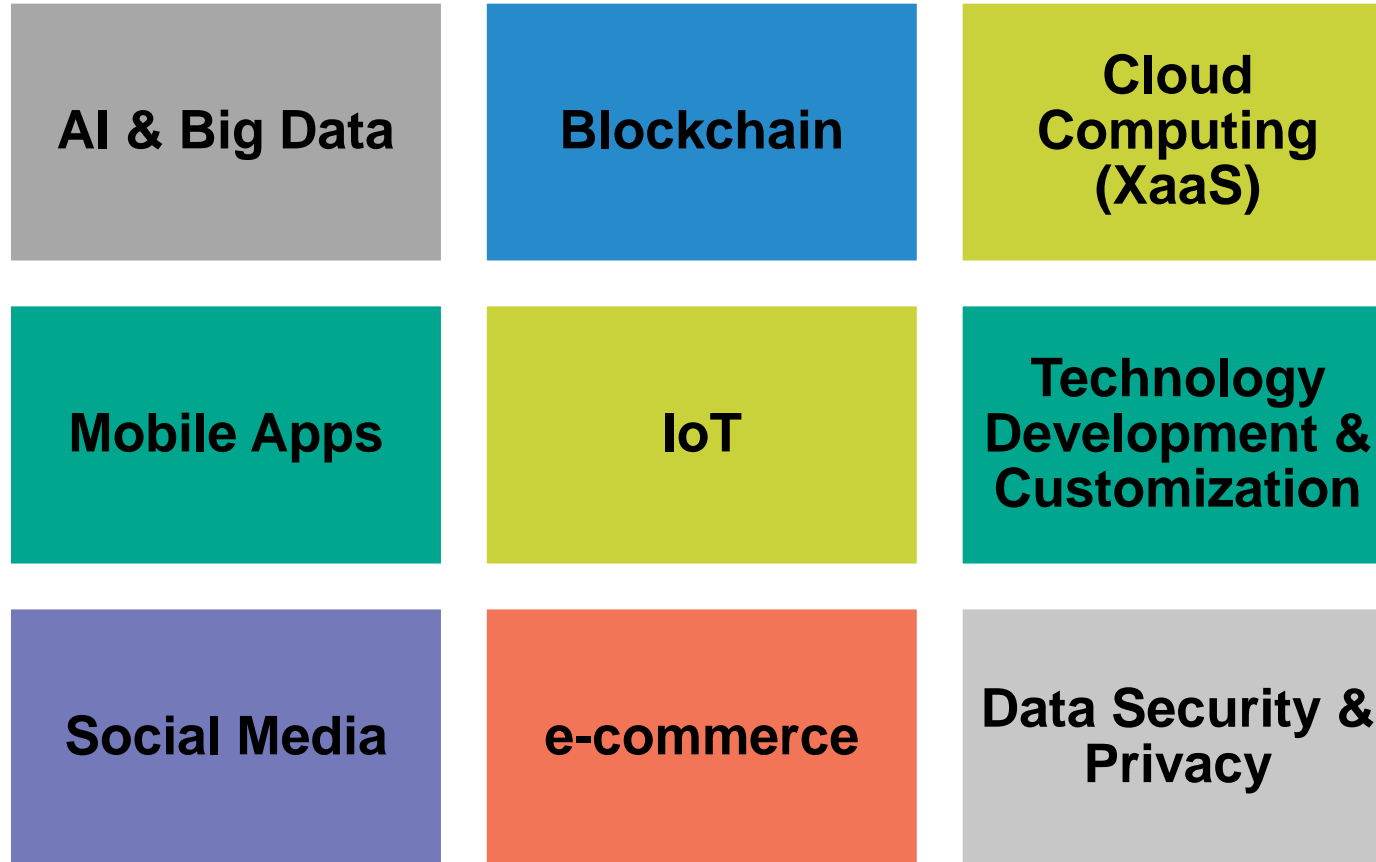 AI & Big Data
Blockchain
Cloud
Computing
(XaaS)
Mobile Apps
IoT
Technology
Development &
Customization
Social Media
e-commerce
Data Security &
Privacy